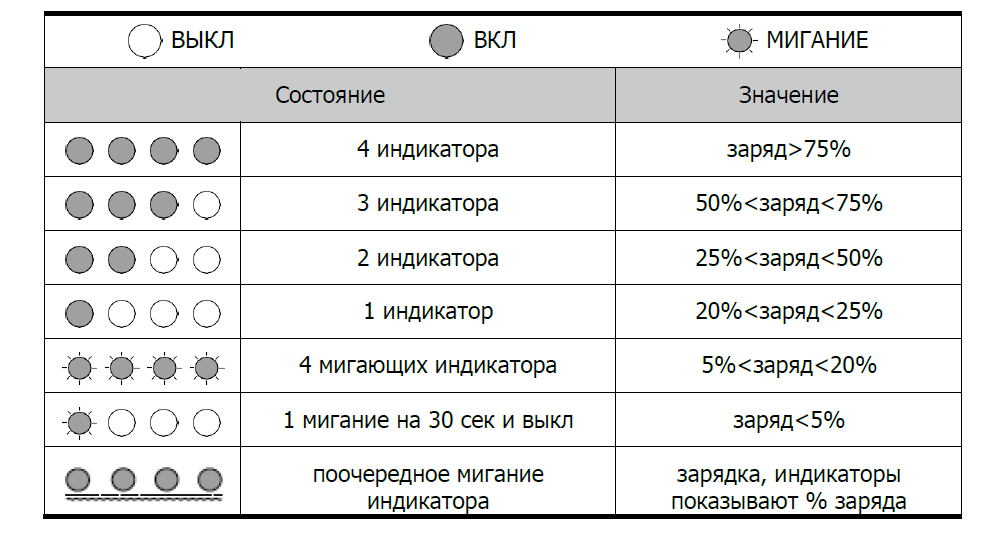 ВЫКЛ ВКЛ МИГАНИЕ
Состояние Значение
4 индикатора заряд>75%
3 индикатора 50%<заряд<75%
2 индикатора 25%<заряд<50%
1 индикатор 20%<заряд<25%
4 мигающих индикатора 5%<заряд<20%
1 мигание на 30 сек и выкл заряд<5%
поочередное мигание
индикатора
зарядка, индикаторы
показывают % заряда